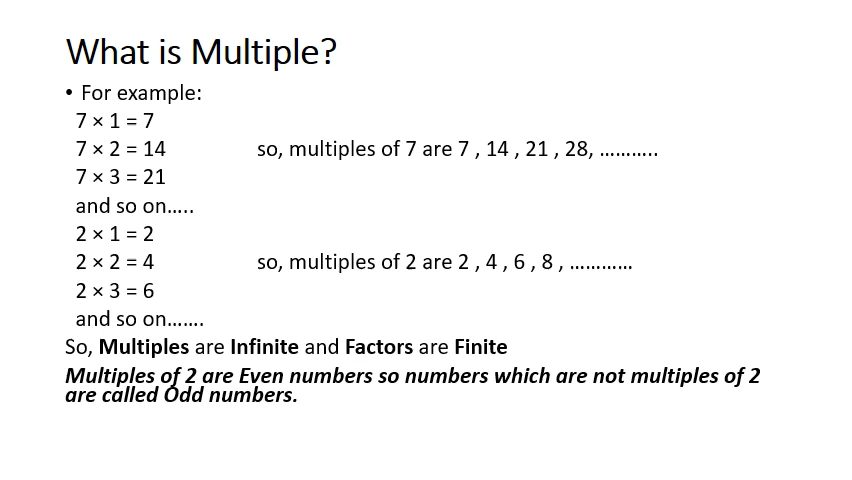 What is Multiple?
• For example:
7 × 1 = 7
7 × 2 = 14 so, multiples of 7 are 7 , 14 , 21 , 28, ………..
7 × 3 = 21
and so on…..
2 × 1 = 2
2 × 2 = 4 so, multiples of 2 are 2 , 4 , 6 , 8 , …………
2 × 3 = 6
and so on…….
So, Multiples are Infinite and Factors are Finite
Multiples of 2 are Even numbers so numbers which are not multiples of 2
are called Odd numbers.